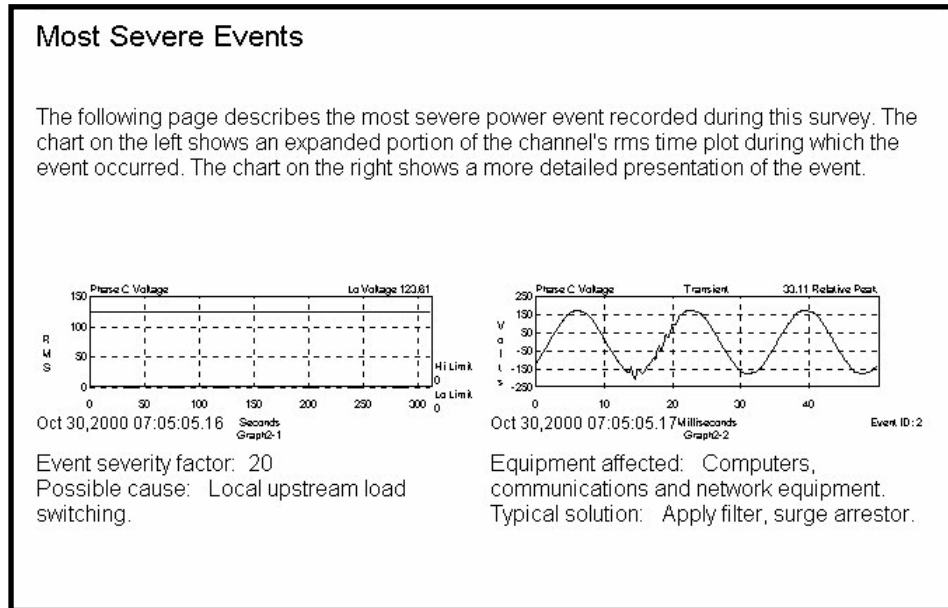 Most Severe Events
The following page describes the most severe power event recorded during this survey. The
chart on the left shows an expanded portion of the channel's rms time plot during which the
event occurred. The chart on the right shows a more detailed presentation of the event.
Phase C Voltage Lo Voltage 123.61
150
100
50
0
RMS
Hi Limit
0
Lo Limit
0
0 50 100 150 200 250 300
Oct 30,2000 07:05:05.16 Seconds
Graph2-1
Event severity factor: 20
Possible cause: Local upstream load
switching.
Phase C Voltage Transient 33.11 Relative Peak
250
150
50
-50
-150
-250
Volts
0 10 20 30 40
Oct 30,2000 07:05:05.17 Milliseconds Event ID: 2
Graph2-2
Equipment affected: Computers,
communications and network equipment.
Typical solution: Apply filter, surge arrestor.